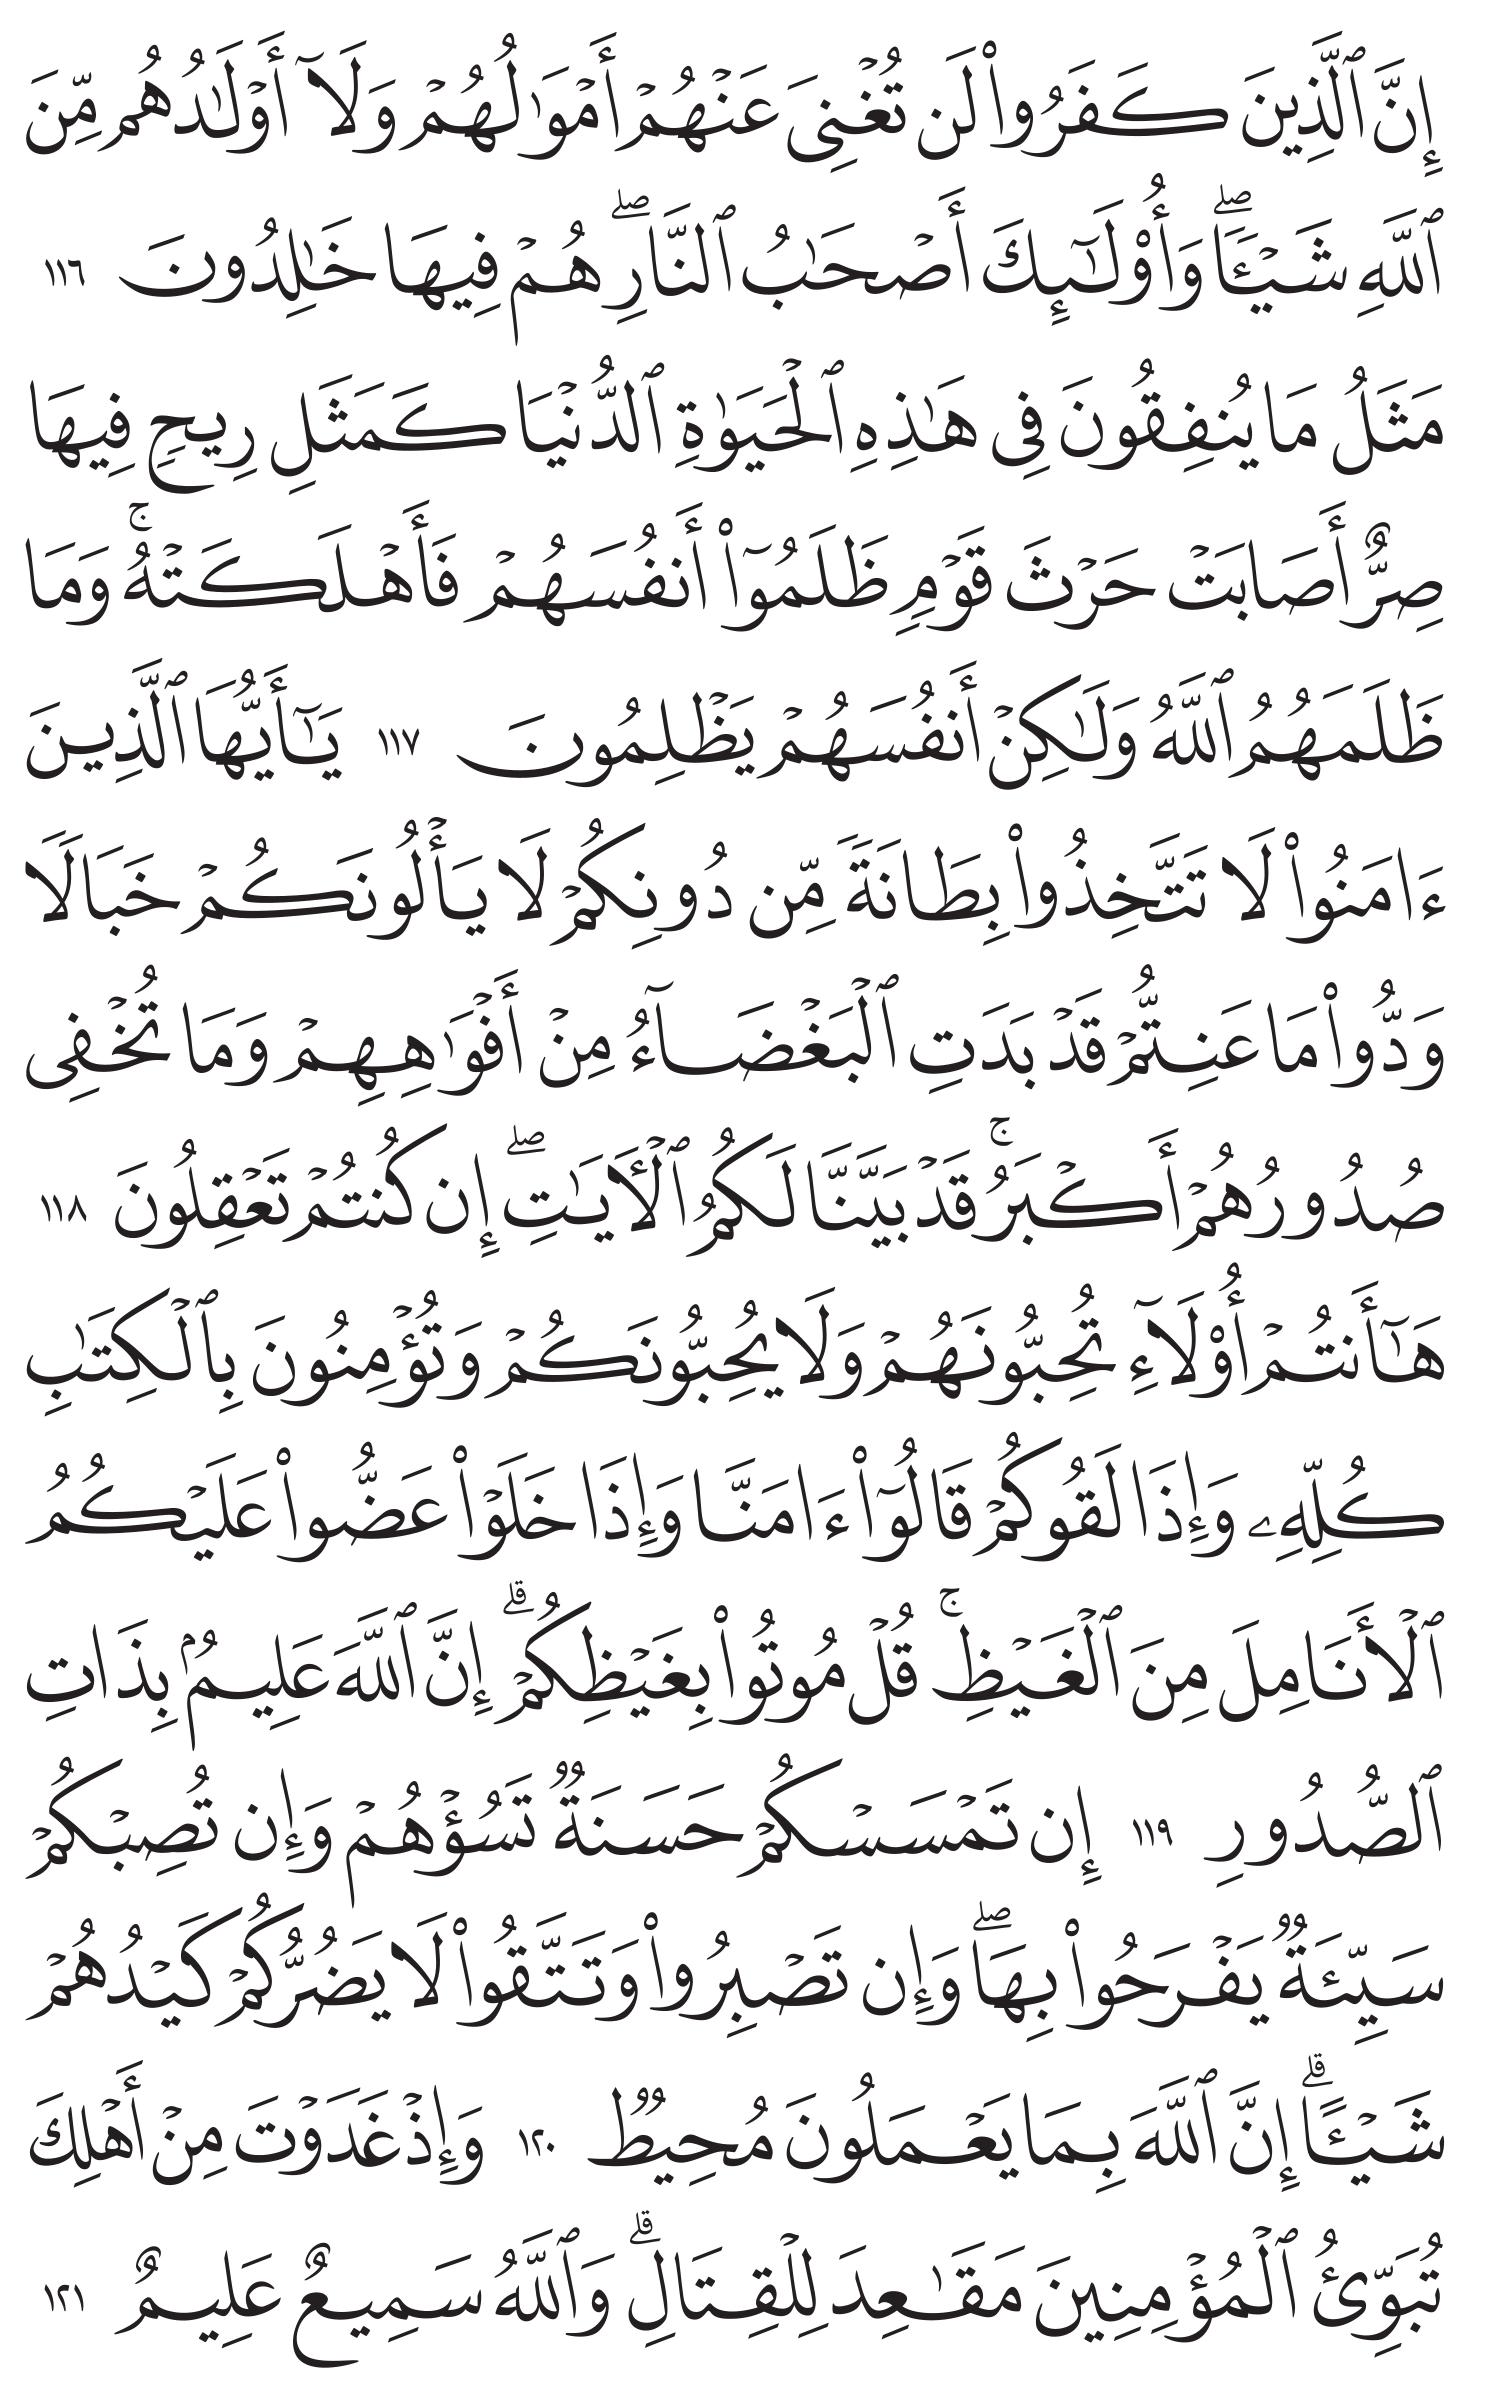 إِنَّ ٱلَّذِينَ كَفَرُوا۟ لَن تُغْنِىَ عَنْهُمْ أَمْوَٰلُهُمْ وَلَآ أَوْلَٰدُهُم مِّنَ
ٱللَّهِ شَيْـًٔا ۖ وَأُو۟لَٰٓئِكَ أَصْحَٰبُ ٱلنَّارِ ۖ هُمْ فِيهَا خَٰلِدُونَ ١١٦
مَثَلُ مَا يُنفِقُونَ فِى هَٰذِهِ ٱلْحَيَوٰةِ ٱلدُّنْيَا كَمَثَلِ رِيحٍ فِيهَا
صِرٌّ أَصَابَتْ حَرْثَ قَوْمٍ ظَلَمُوٓا۟ أَنفُسَهُمْ فَأَهْلَكَتْهُ ۚ وَمَا
ظَلَمَهُمُ ٱللَّهُ وَلَٰكِنْ أَنفُسَهُمْ يَظْلِمُونَ ١١٧ يَٰٓأَيُّهَا ٱلَّذِينَ
ءَامَنُوا۟ لَا تَتَّخِذُوا۟ بِطَانَةً مِّن دُونِكُمْ لَا يَأْلُونَكُمْ خَبَالًا
وَدُّوا۟ مَا عَنِتُّمْ قَدْ بَدَتِ ٱلْبَغْضَآءُ مِنْ أَفْوَٰهِهِمْ وَمَا تُخْفِى
صُدُورُهُمْ أَكْبَرُ ۚ قَدْ بَيَّنَّا لَكُمُ ٱلْءَايَٰتِ ۖ إِن كُنتُمْ تَعْقِلُونَ ١١٨
هَٰٓأَنتُمْ أُو۟لَآءِ تُحِبُّونَهُمْ وَلَا يُحِبُّونَكُمْ وَتُؤْمِنُونَ بِٱلْكِتَٰبِ
كُلِّهِۦ وَإِذَا لَقُوكُمْ قَالُوٓا۟ ءَامَنَّا وَإِذَا خَلَوْا۟ عَضُّوا۟ عَلَيْكُمُ
ٱلْأَنَامِلَ مِنَ ٱلْغَيْظِ ۚ قُلْ مُوتُوا۟ بِغَيْظِكُمْ ۗ إِنَّ ٱللَّهَ عَلِيمٌۢ بِذَاتِ
ٱلصُّدُورِ ١١٩ إِن تَمْسَسْكُمْ حَسَنَةٌ تَسُؤْهُمْ وَإِن تُصِبْكُمْ
سَيِّئَةٌ يَفْرَحُوا۟ بِهَا ۖ وَإِن تَصْبِرُوا۟ وَتَتَّقُوا۟ لَا يَضُرُّكُمْ كَيْدُهُمْ
شَيْـًٔا ۗ إِنَّ ٱللَّهَ بِمَا يَعْمَلُونَ مُحِيطٌ ١٢٠ وَإِذْ غَدَوْتَ مِنْ أَهْلِكَ
تُبَوِّئُ ٱلْمُؤْمِنِينَ مَقَٰعِدَ لِلْقِتَالِ ۗ وَٱللَّهُ سَمِيعٌ عَلِيمٌ ١٢١